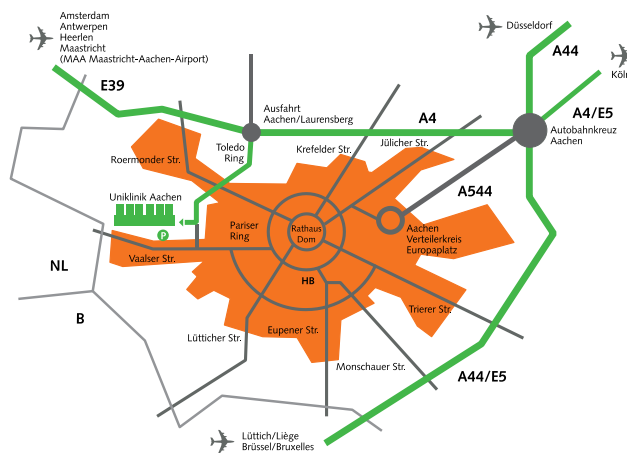 Amsterdam
Antwerpen
Heerlen
Maastricht
(MAA Maastricht-Aachen-Airport)
Düsseldorf
A44
Köln
E39
A4/E5
Ausfahrt
Aachen/Laurensberg
A4
Autobahnkreuz
Aachen
Toledo
Ring
Krefelder Str.
Jülicher Str.
Roermonder Str.
A544
Uniklinik Aachen
P
Pariser
Ring
Rathaus
Dom
Aachen
Verteilerkreis
Europaplatz
Vaalser Str.
NL
HB
B
Trierer Str.
Lütticher Str.
Eupener Str.
Monschauer Str.
A44/E5
Lüttich/Liège
Brüssel/Bruxelles